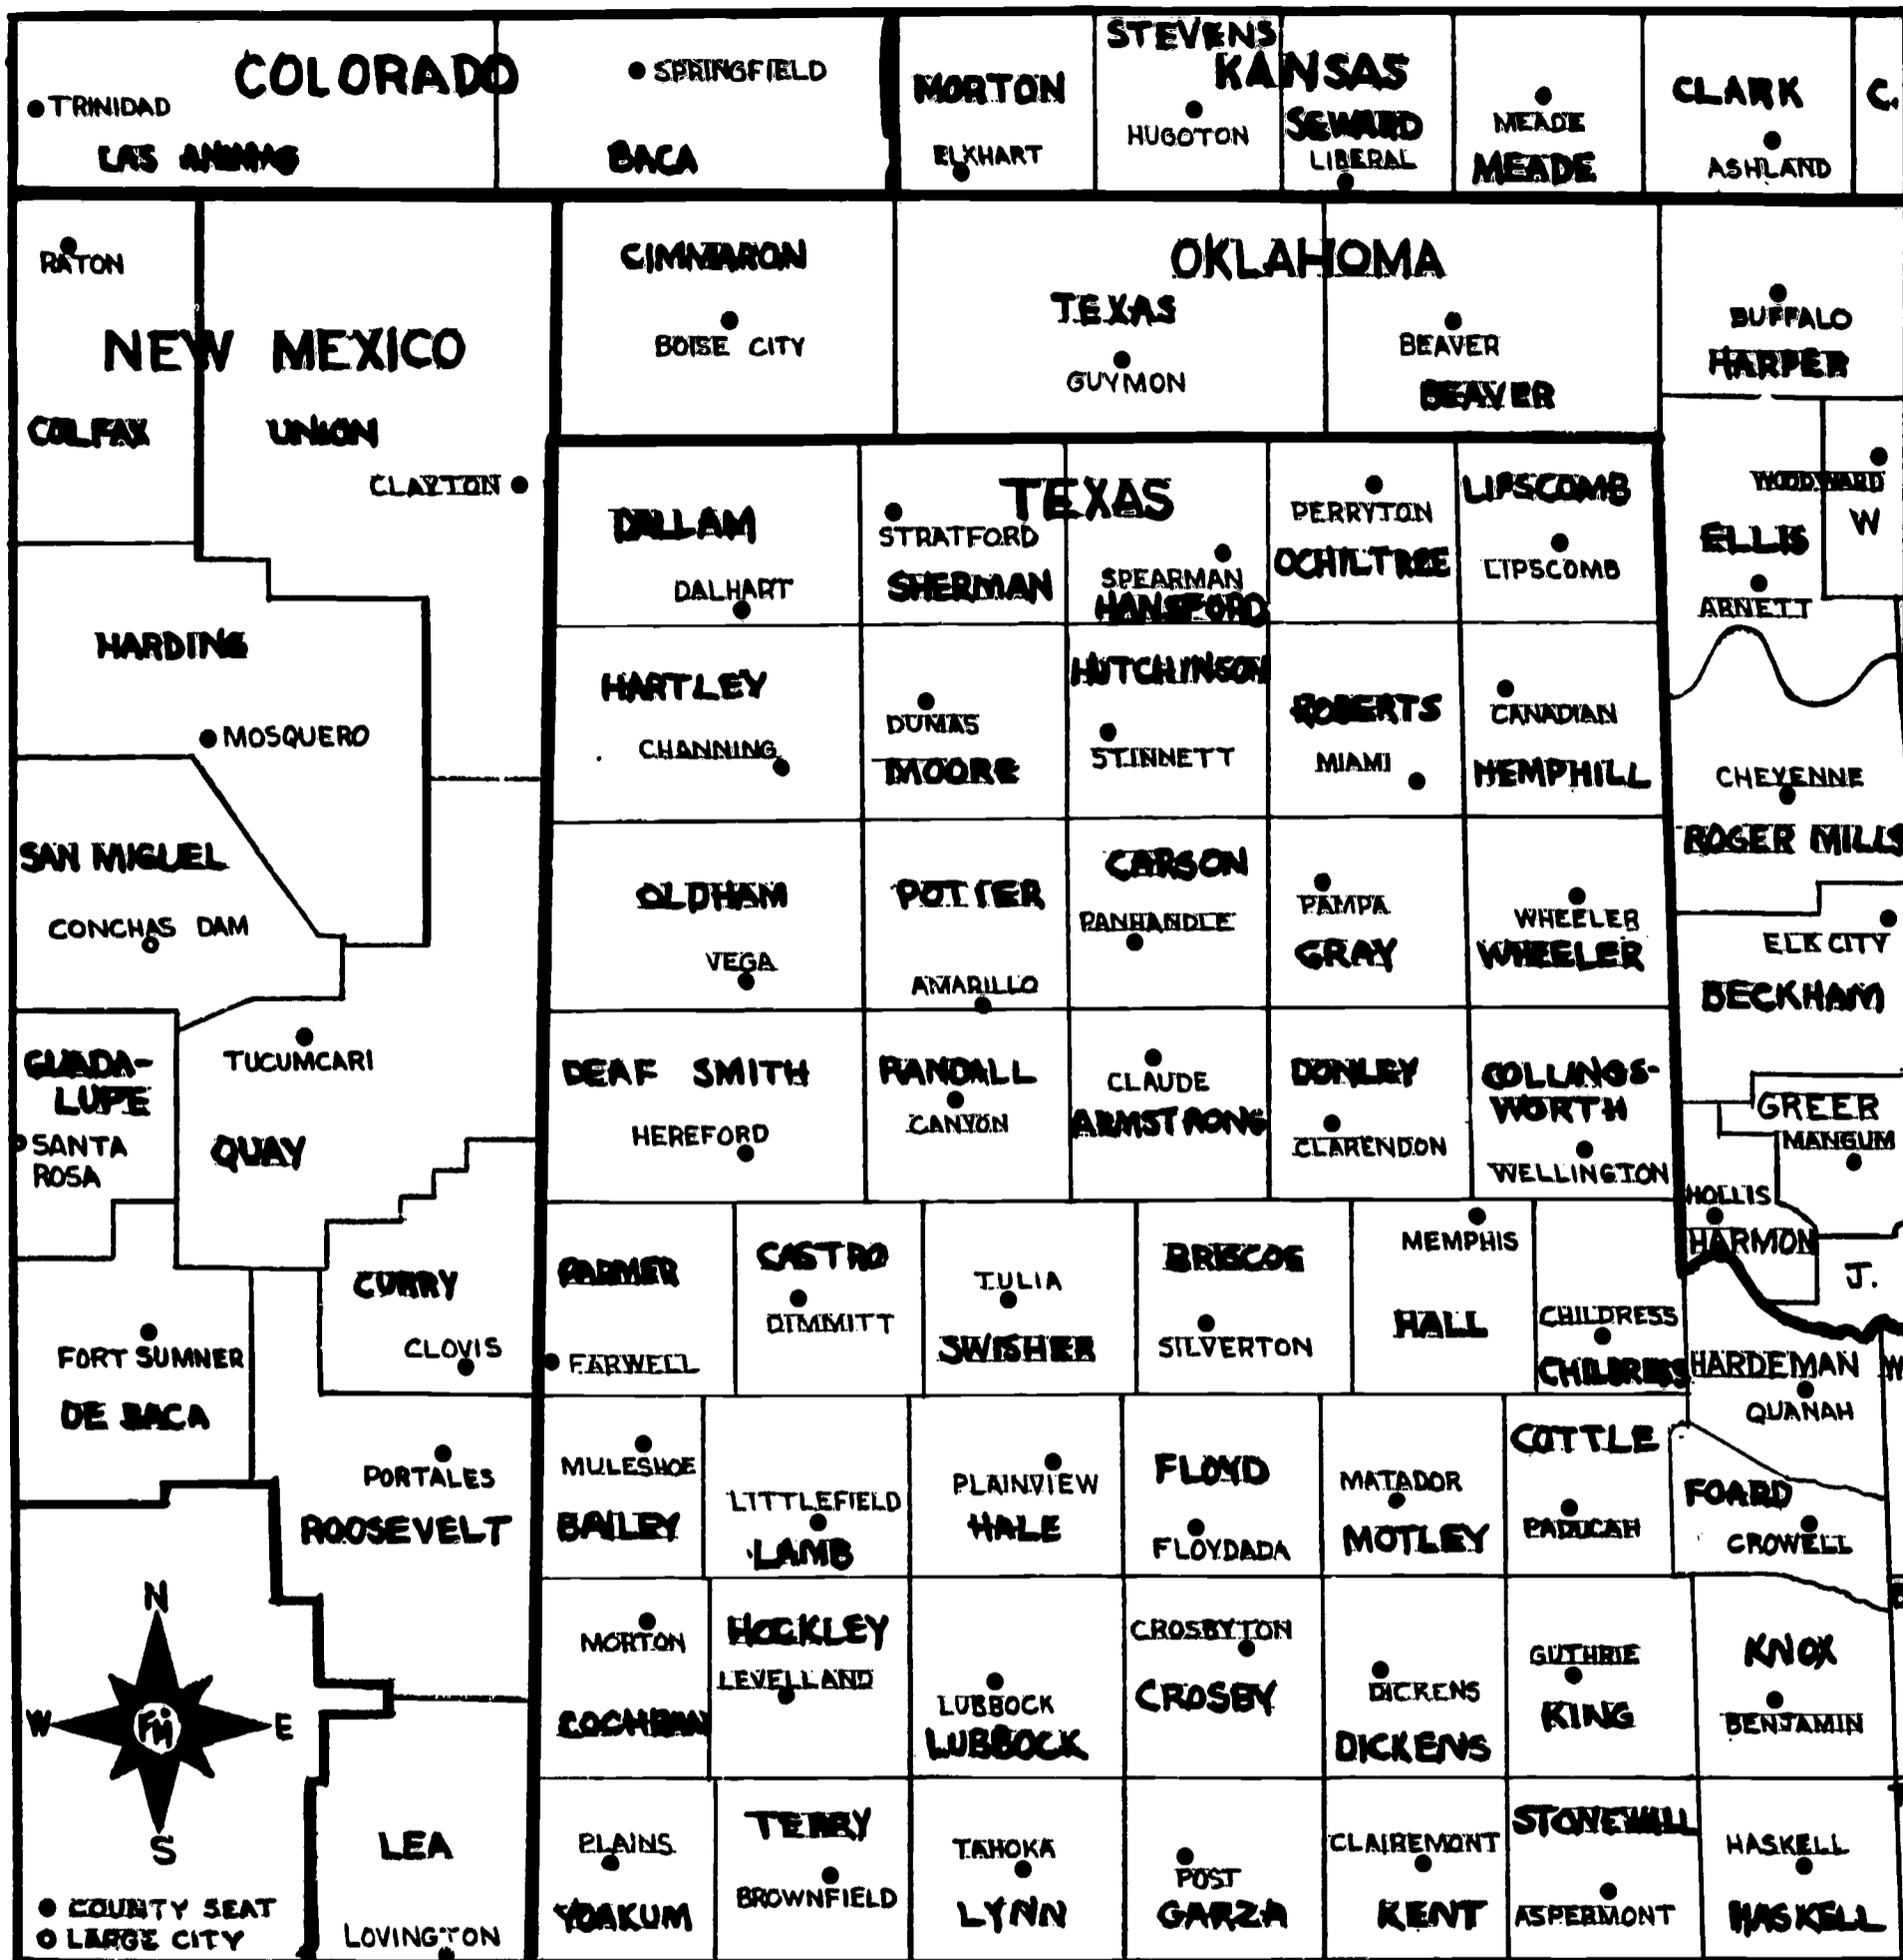 COLORADO
● SPRINGFIELD
● TRINIDAD
LAS ANIMAS
BACA
STEVENS
KANSAS
MORTON
HUGOTON
SEWARD
MEADE
CLARK
C.
ELKHART
LIBERAL
MEADE
ASHLAND
RATON
NEW MEXICO
COLFAX
UNION
CLAYTON ●
CIMMARON
BOISE CITY
OKLAHOMA
TEXAS
GUYMON
BEAVER
BEAVER
BUFFALO
HARPER
WOODWARD
W
ELLIS
ARNETT
TEXAS
DALLAM
DALHART
STRATFORD
SHERMAN
SPEARMAN
HANSFORD
PERRYTON
OCHILTREE
LIPSCOMB
LIPSCOMB
HARDING
● MOSQUERO
HARTLEY
CHANNING
DUMAS
MOORE
HUTCHINSON
STINNETT
ROBERTS
MIAMI
CANADIAN
HEMPHILL
CHEYENNE
ROGER MILLS
SAN MIGUEL
CONCHAS DAM
OLDHAM
VEGA
POTTER
AMARILLO
CARSON
PANHANDLE
PAMPA
GRAY
WHEELER
WHEELER
ELK CITY
BECKHAM
GUADA-
LUPE
SANTA
ROSA
TUCUMCARI
QUAY
DEAF SMITH
HEREFORD
RANDALL
CANYON
CLAUDE
ARMSTRONG
DONLEY
CLARENDON
COLLINGS-
WORTH
WELLINGTON
GREER
MANGUM
HOLLIS
HARMON
J.
FORT SUMNER
DE BACA
CURRY
CLOVIS
PARMER
● FARWELL
CASTRO
DIMMITT
TULIA
SWISHER
BRISCOE
SILVERTON
MEMPHIS
HALL
CHILDRESS
CHILDRESS
HARDEMAN
W
QUANAH
PORTALES
ROOSEVELT
MULESHOE
BAILEY
LITTLEFIELD
LAMB
PLAINVIEW
HALE
FLOYD
FLOYDADA
MATADOR
MOTLEY
COTTLE
PADUCAH
FOARD
CROWELL
MORTON
COCHRAN
HOCKLEY
LEVELLAND
LUBBOCK
LUBBOCK
CROSBYTON
CROSBY
DICKENS
DICKENS
GUTHRIE
KING
KNOX
BENJAMIN
N
W
FM
E
S
● COUNTY SEAT
○ LARGE CITY
LEA
LOVINGTON
PLAINS
YOAKUM
TERRY
BROWNFIELD
TAHOKA
LYNN
POST
GARZA
CLAIREMONT
KENT
STONEWALL
ASPERMONT
HASKELL
HASKELL